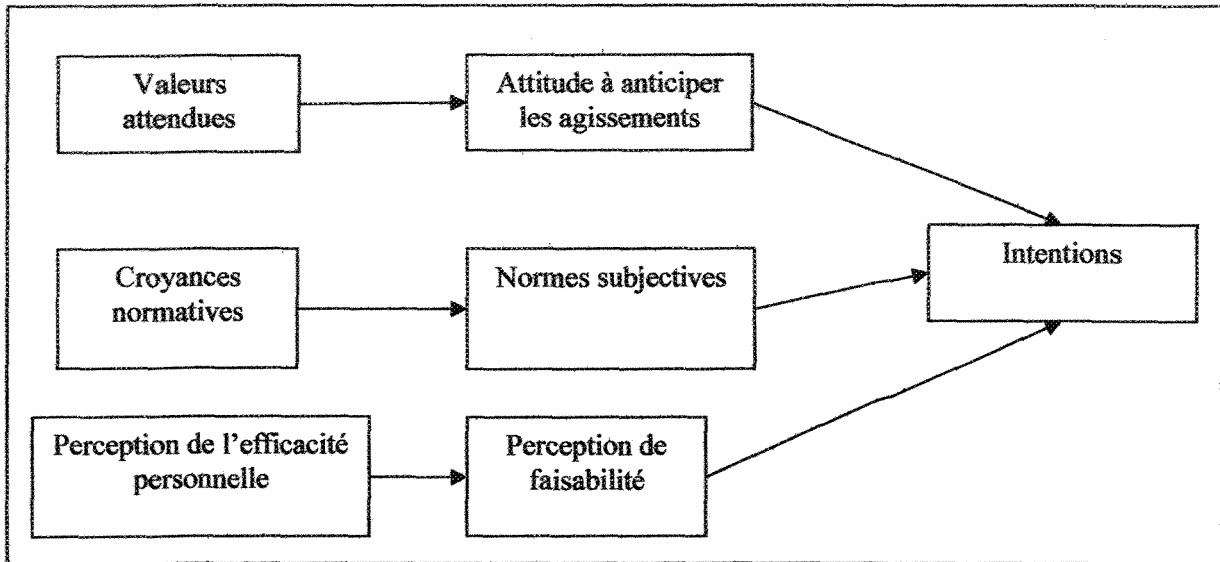 Valeurs
attendues
Attitude à anticiper
les agissements
Croyances
normatives
Normes subjectives
Intentions
Perception de l'efficacité
personnelle
Perception de
faisabilité